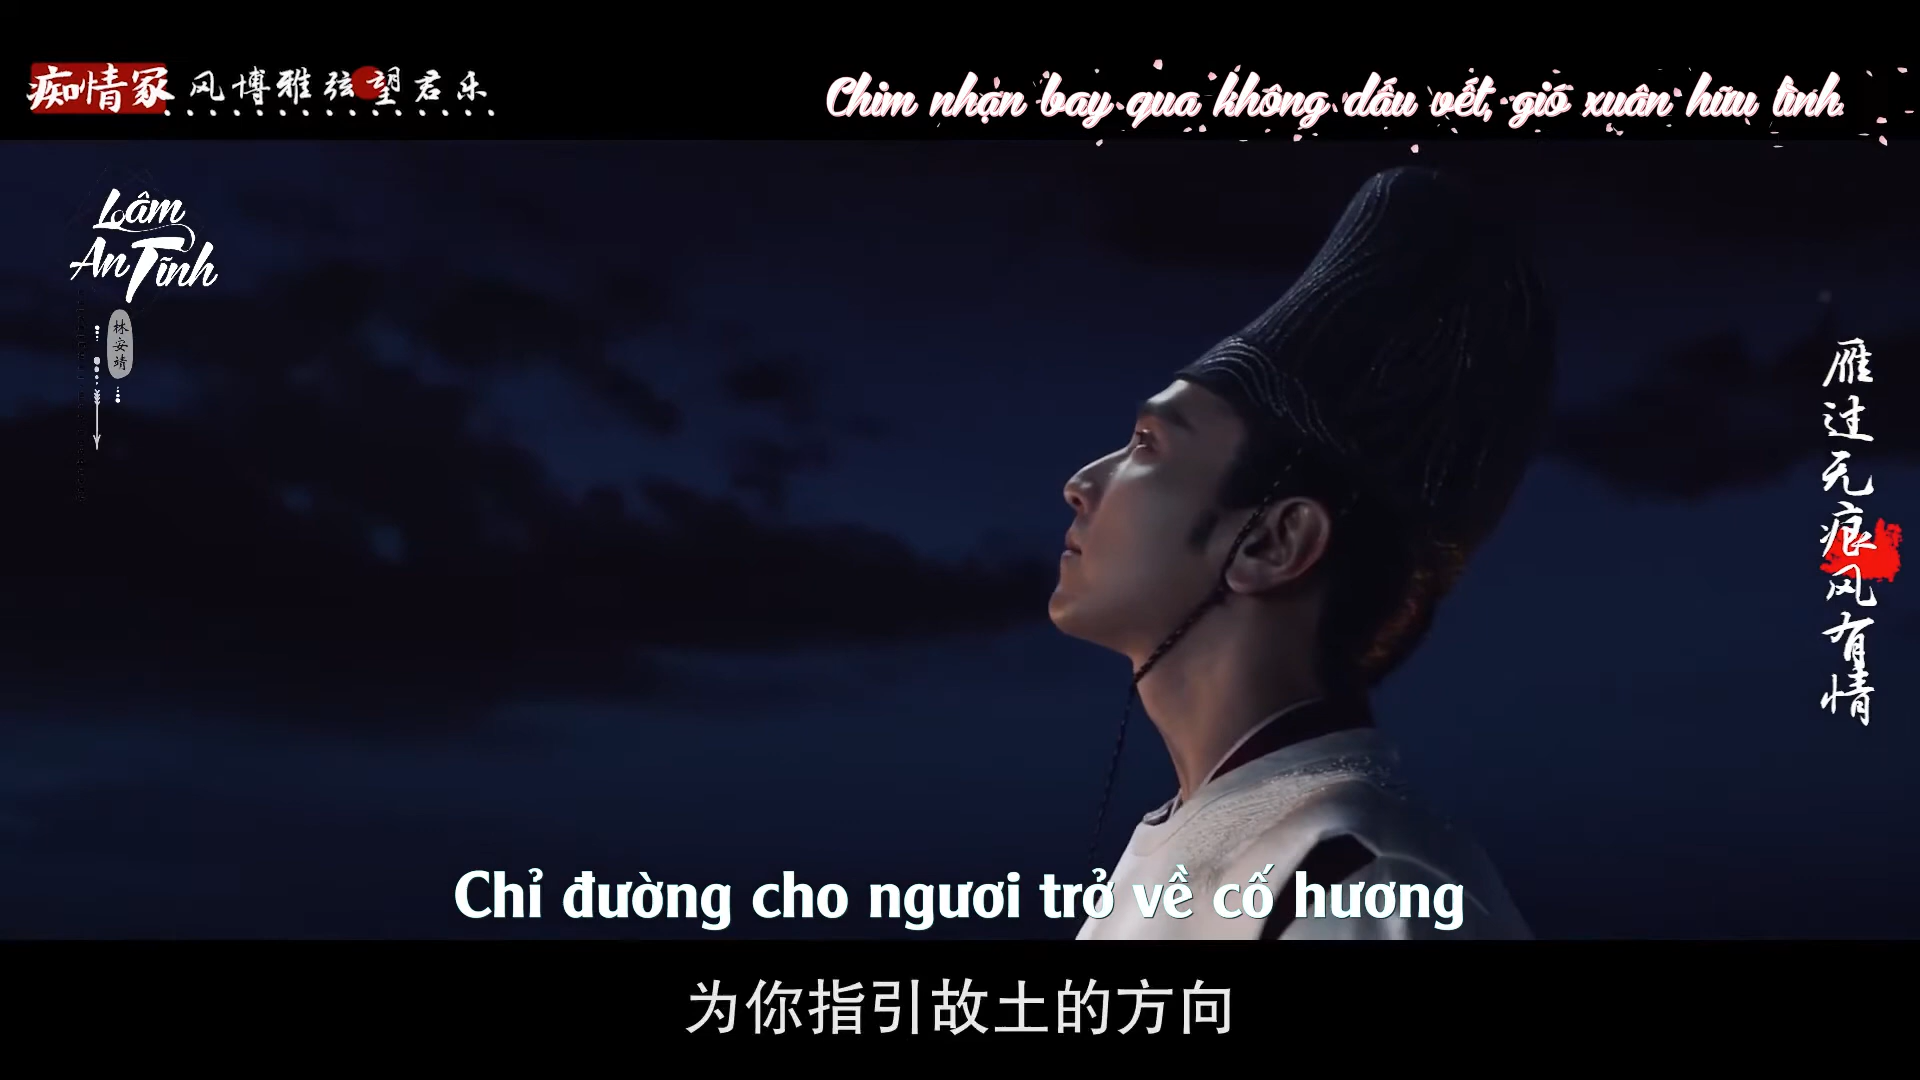 痴情冢 风博雅弦望君乐
Chim nhạn bay qua không dấu vết, gió xuân hữu tình
Lâm
An Tĩnh
林安靖
雁过无痕风有情
Chỉ đường cho ngươi trở về cố hương
为你指引故土的方向